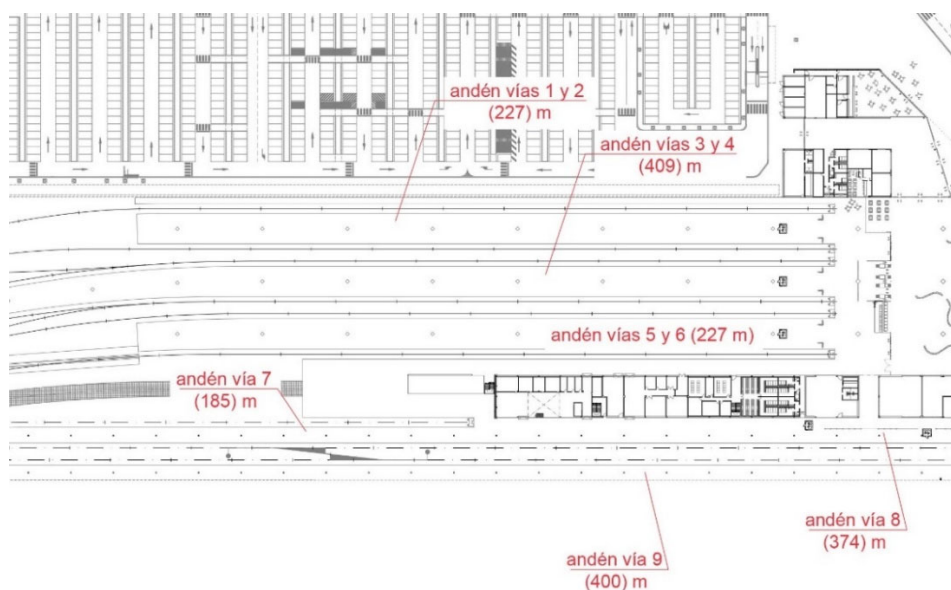 andén vías 1 y 2
(227) m
andén vías 3 y 4
(409) m
andén vías 5 y 6 (227 m)
andén vía 7
(185) m
andén vía 8
(374) m
andén vía 9
(400) m